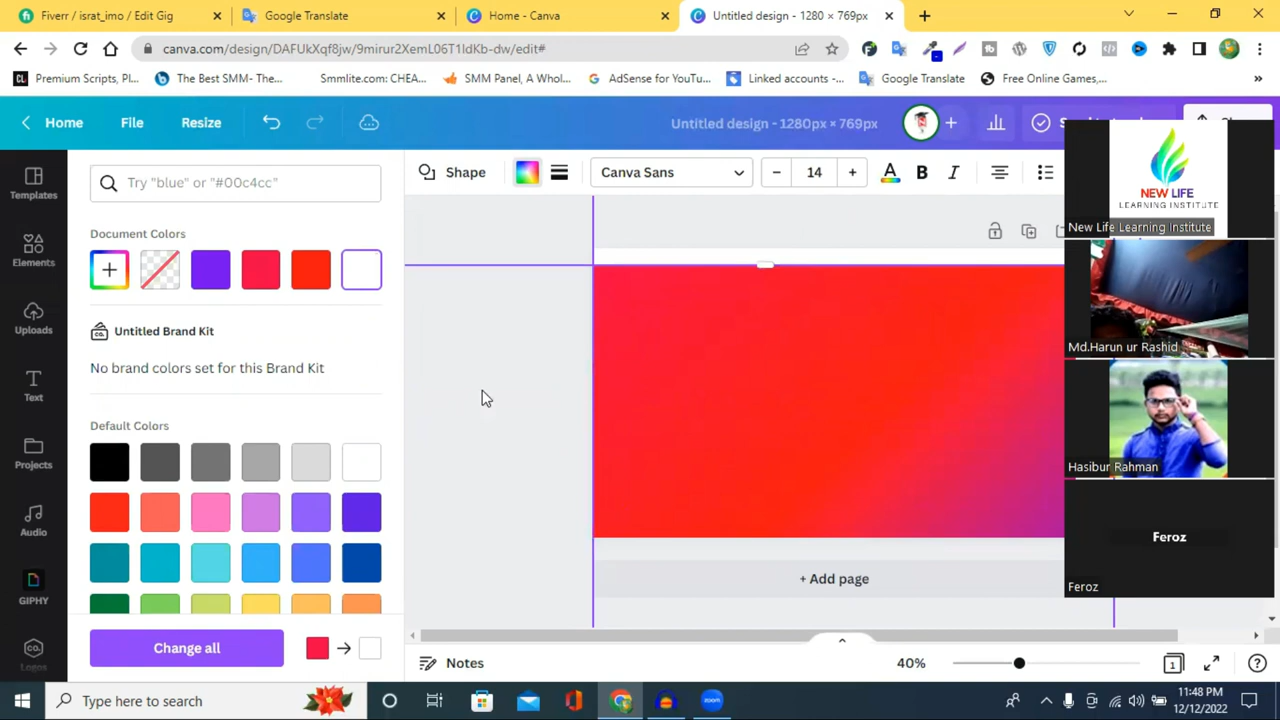 Fiverr / israt_imo / Edit Gig
Google Translate
Home - Canva
Untitled design - 1280 × 769px
canva.com/design/DAFUkXqf8jw/9mirur2XemL06T1IdKb-dw/edit#
Premium Scripts, Pl...
The Best SMM- The...
Smmlite.com: CHEA...
SMM Panel, A Whol...
AdSense for YouTu...
Linked accounts -...
Google Translate
Free Online Games,...
Home
File
Resize
Untitled design - 1280px × 769px
Templates
Elements
Uploads
Text
Projects
Audio
GIPHY
Logos
Try "blue" or "#00c4cc"
Document Colors
Untitled Brand Kit
No brand colors set for this Brand Kit
Default Colors
Change all
Shape
Canva Sans
14
A
B
I
+ Add page
Notes
40%
1
NEW LIFE
LEARNING INSTITUTE
New Life Learning Institute
Md.Harun ur Rashid
Hasibur Rahman
Feroz
Feroz
Type here to search
zoom
11:48 PM
12/12/2022